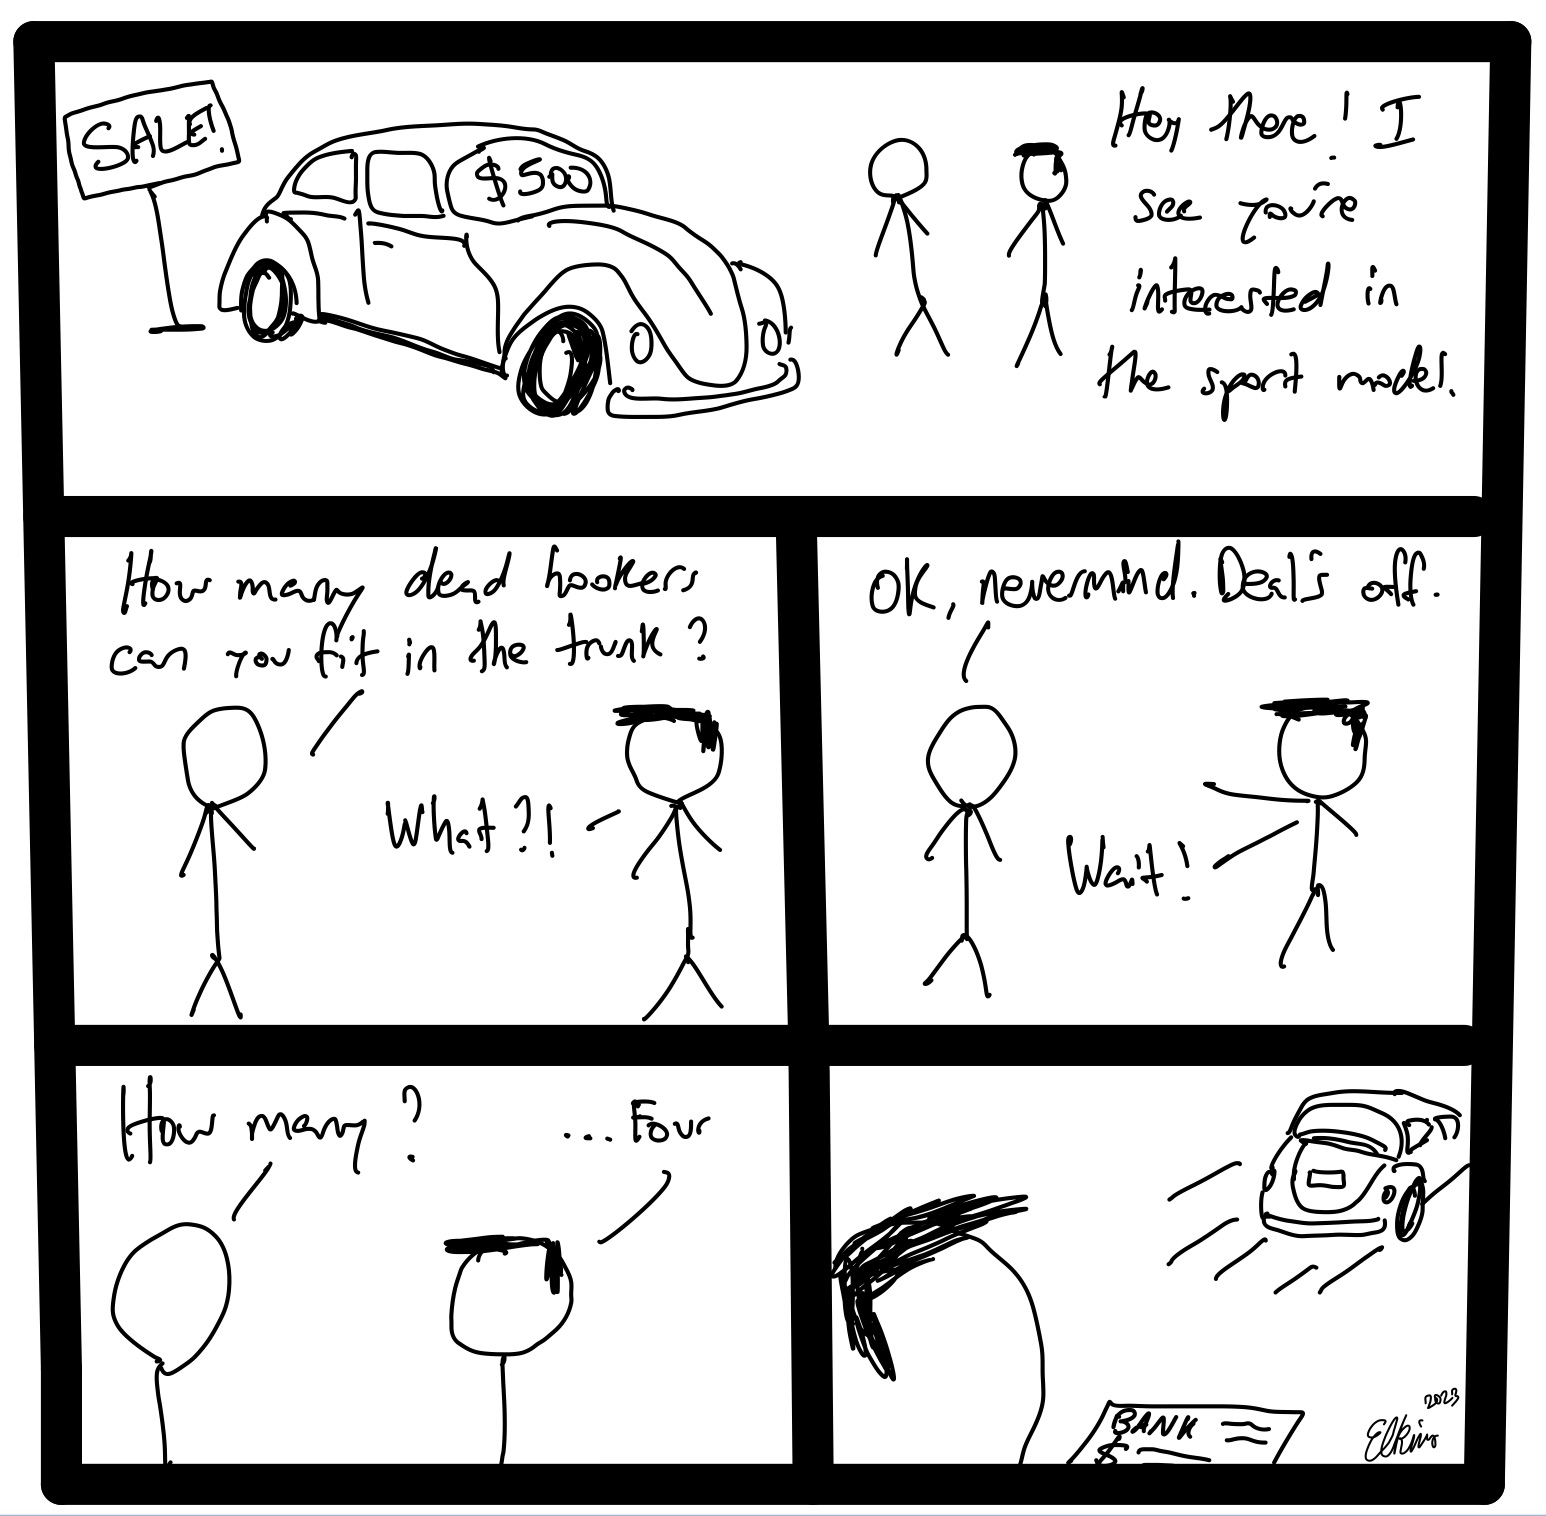 SALE!
$500
Hey there! I
see you're
interested in
the sport model.
How many dead hookers
can you fit in the trunk?
What?!
OK, nevermind. Deal's off.
Wait!
How many?
...Four
BANK
$
2023
Elkins